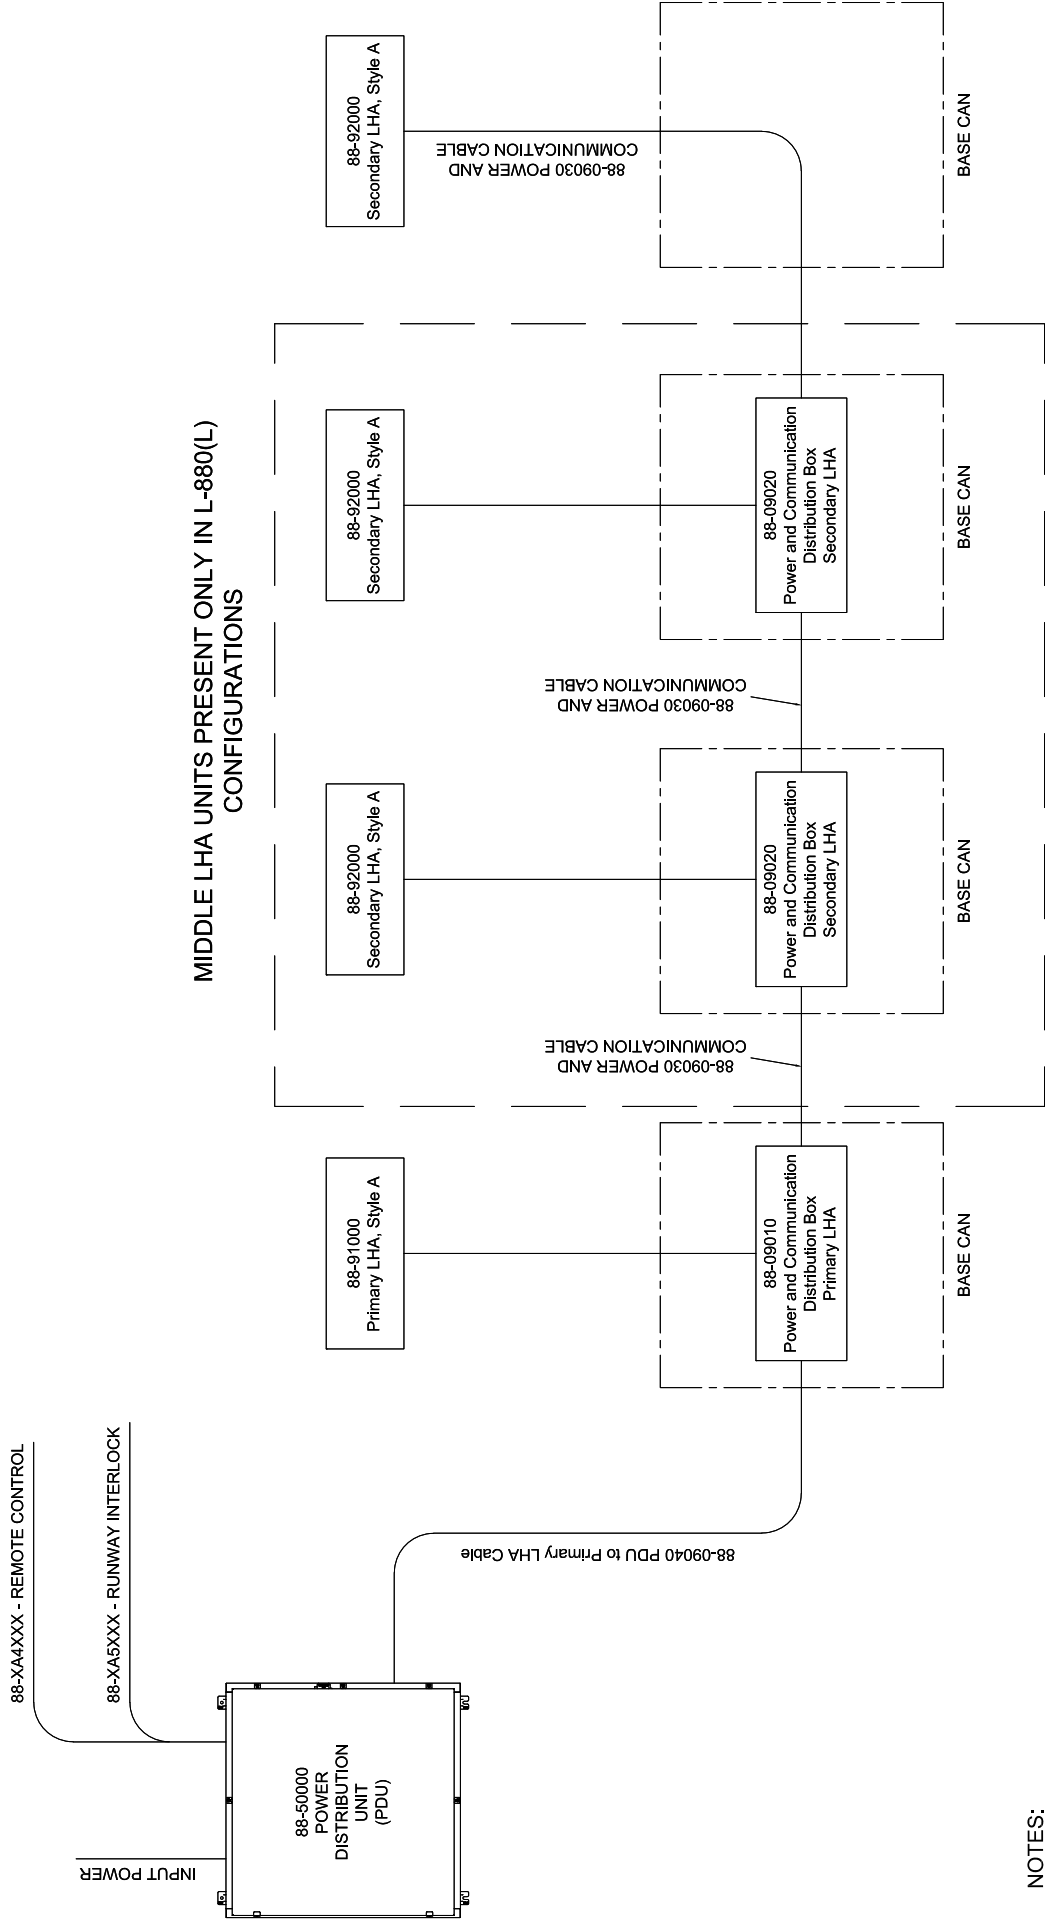 MIDDLE LHA UNITS PRESENT ONLY IN L-880(L)
CONFIGURATIONS
88-XA4XXX - REMOTE CONTROL
88-XA5XXX - RUNWAY INTERLOCK
INPUT POWER
88-50000
POWER
DISTRIBUTION
UNIT
(PDU)
88-09040 PDU to Primary LHA Cable
88-91000
Primary LHA, Style A
88-09010
Power and Communication
Distribution Box
Primary LHA
BASE CAN
88-09030 POWER AND
COMMUNICATION CABLE
88-92000
Secondary LHA, Style A
88-09020
Power and Communication
Distribution Box
Secondary LHA
BASE CAN
88-09030 POWER AND
COMMUNICATION CABLE
88-92000
Secondary LHA, Style A
88-09020
Power and Communication
Distribution Box
Secondary LHA
BASE CAN
88-92000
Secondary LHA, Style A
88-09030 POWER AND
COMMUNICATION CABLE
BASE CAN
NOTES: